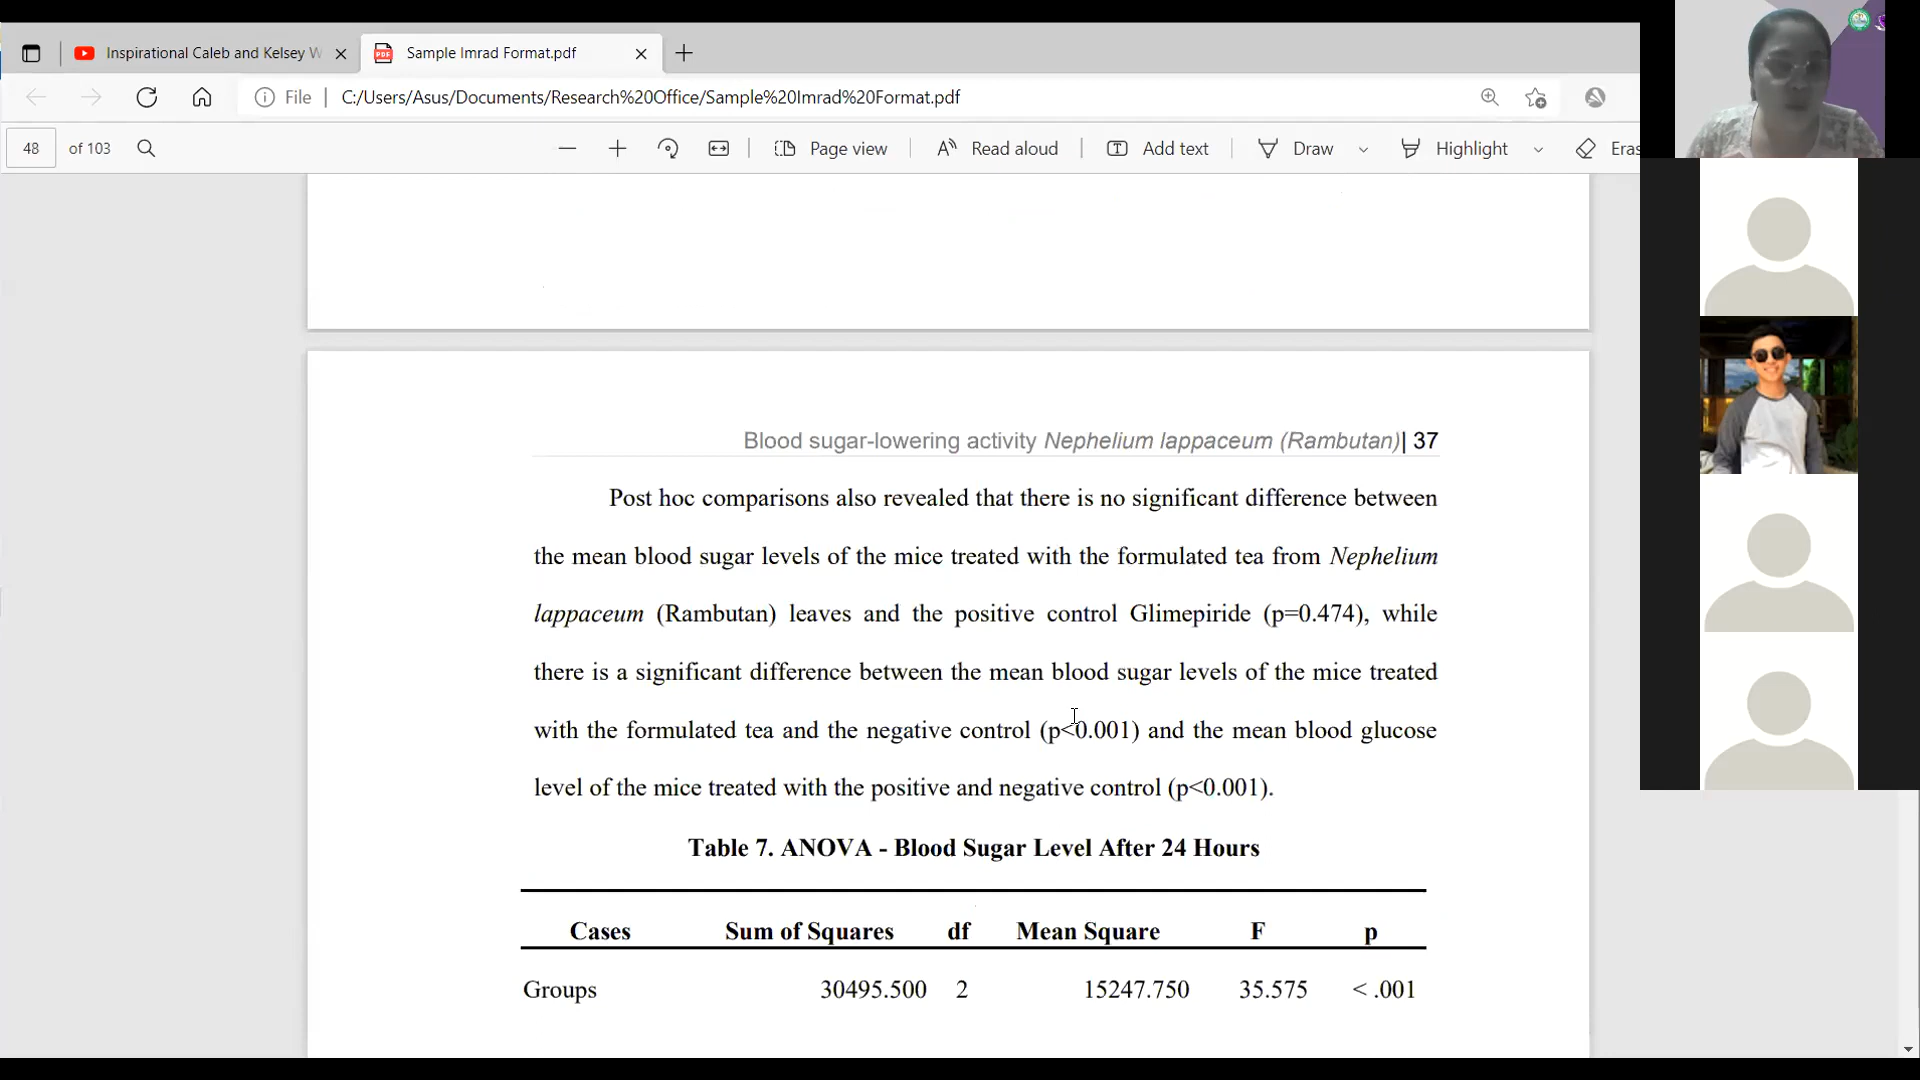 Inspirational Caleb and Kelsey W
Sample Imrad Format.pdf
File
C:/Users/Asus/Documents/Research%20Office/Sample%20Imrad%20Format.pdf
48 of 103
Page view
Read aloud
Add text
Draw
Highlight
Eras
Blood sugar-lowering activity Nephelium lappaceum (Rambutan)| 37
Post hoc comparisons also revealed that there is no significant difference between
the mean blood sugar levels of the mice treated with the formulated tea from Nephelium
lappaceum (Rambutan) leaves and the positive control Glimepiride (p=0.474), while
there is a significant difference between the mean blood sugar levels of the mice treated
with the formulated tea and the negative control (p<0.001) and the mean blood glucose
level of the mice treated with the positive and negative control (p<0.001).
Table 7. ANOVA - Blood Sugar Level After 24 Hours
Cases Sum of Squares df Mean Square F p
Groups 30495.500 2 15247.750 35.575 < .001